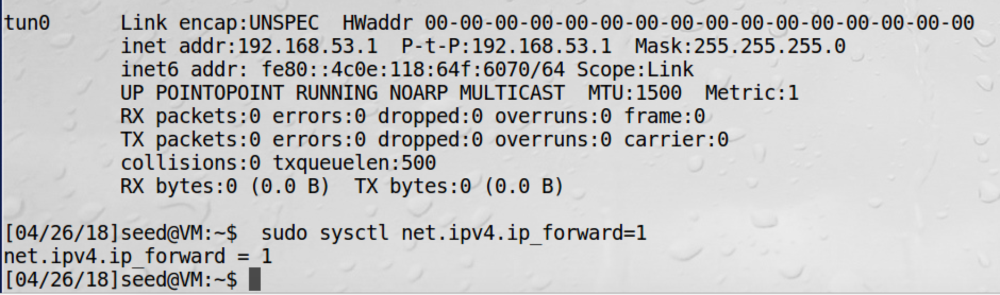 tun0      Link encap:UNSPEC  HWaddr 00-00-00-00-00-00-00-00-00-00-00-00-00-00-00-00
          inet addr:192.168.53.1  P-t-P:192.168.53.1  Mask:255.255.255.0
          inet6 addr: fe80::4c0e:118:64f:6070/64 Scope:Link
          UP POINTOPOINT RUNNING NOARP MULTICAST  MTU:1500  Metric:1
          RX packets:0 errors:0 dropped:0 overruns:0 frame:0
          TX packets:0 errors:0 dropped:0 overruns:0 carrier:0
          collisions:0 txqueuelen:500
          RX bytes:0 (0.0 B)  TX bytes:0 (0.0 B)
[04/26/18]seed@VM:~$  sudo sysctl net.ipv4.ip_forward=1
net.ipv4.ip_forward = 1
[04/26/18]seed@VM:~$